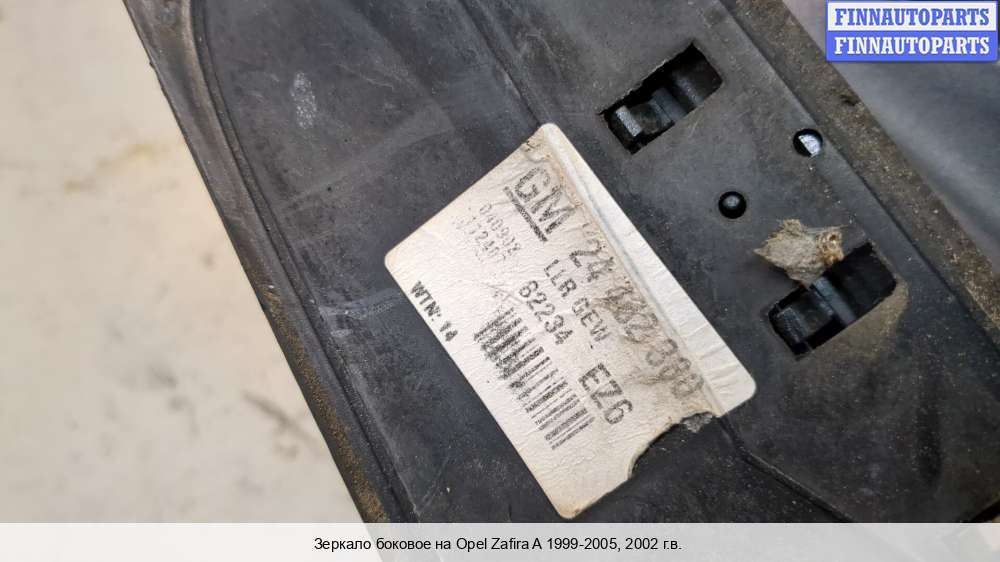 FINNAUTOPARTS
FINNAUTOPARTS
GM 24
LLR GEW
62234 EZ6
WTN: 14
Зеркало боковое на Opel Zafira A 1999-2005, 2002 г.в.